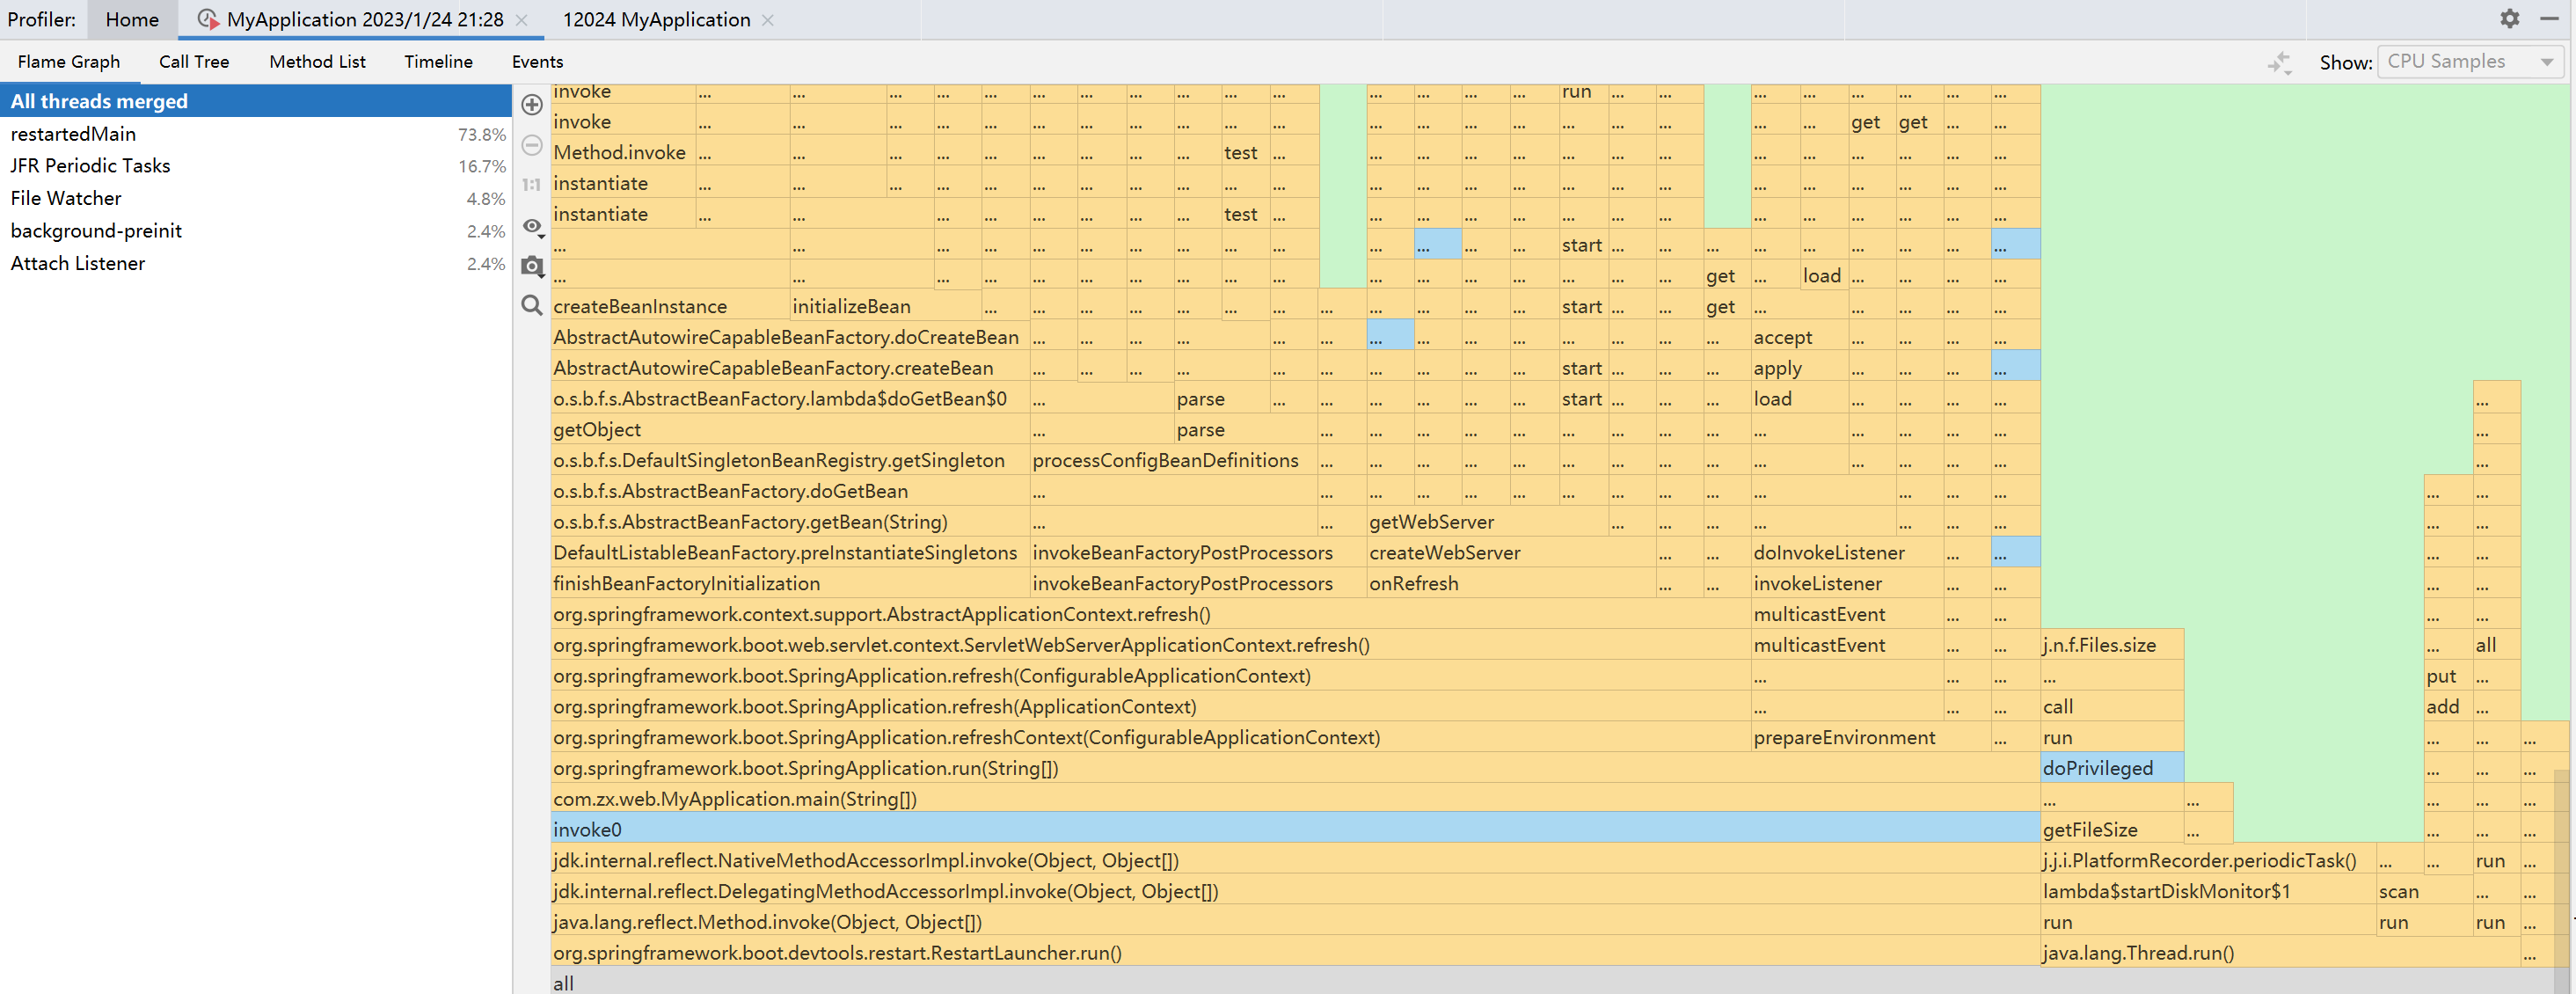 Profiler: Home MyApplication 2023/1/24 21:28 12024 MyApplication
Flame Graph Call Tree Method List Timeline Events Show: CPU Samples
All threads merged
restartedMain 73.8%
JFR Periodic Tasks 16.7%
File Watcher 4.8%
background-preinit 2.4%
Attach Listener 2.4%
1:1
invoke ... ... ... ... ... ... ... ... ... ... ... ... ... ... run ... ... ... ... ... ... ... ...
invoke ... ... ... ... ... ... ... ... ... ... ... ... ... ... ... ... ... ... ... get get ... ...
Method.invoke ... ... ... ... ... ... ... ... ... test ... ... ... ... ... ... ... ... ... ... ... ... ... ...
instantiate ... ... ... ... ... ... ... ... ... ... ... ... ... ... ... ... ... ... ... ... ... ... ... ...
instantiate ... ... ... ... ... ... ... ... test ... ... ... ... ... ... ... ... ... ... ... ... ... ...
... ... ... ... ... ... ... ... ... ... ... ... ... ... start ... ... ... ... ... ... ... ... ...
... ... ... ... ... ... ... ... ... ... ... ... ... ... ... ... ... get ... load ... ... ... ...
createBeanInstance initializeBean ... ... ... ... ... ... ... ... ... ... ... ... start ... ... get ... ... ... ... ... ...
AbstractAutowireCapableBeanFactory.doCreateBean ... ... ... ... ... ... ... ... ... ... ... ... ... ... accept ... ... ... ...
AbstractAutowireCapableBeanFactory.createBean ... ... ... ... ... ... ... ... ... ... start ... ... ... apply ... ... ... ...
o.s.b.f.s.AbstractBeanFactory.lambda$doGetBean$0 ... parse ... ... ... ... ... ... start ... ... ... load ... ... ... ... ...
getObject ... parse ... ... ... ... ... ... ... ... ... ... ... ... ... ... ...
o.s.b.f.s.DefaultSingletonBeanRegistry.getSingleton processConfigBeanDefinitions ... ... ... ... ... ... ... ... ... ... ... ... ... ... ...
o.s.b.f.s.AbstractBeanFactory.doGetBean ... ... ... ... ... ... ... ... ... ... ... ... ... ... ... ...
o.s.b.f.s.AbstractBeanFactory.getBean(String) ... ... getWebServer ... ... ... ... ... ... ... ... ...
DefaultListableBeanFactory.preInstantiateSingletons invokeBeanFactoryPostProcessors createWebServer ... ... doInvokeListener ... ... ... ...
finishBeanFactoryInitialization invokeBeanFactoryPostProcessors onRefresh ... ... invokeListener ... ... ... ...
org.springframework.context.support.AbstractApplicationContext.refresh() multicastEvent ... ... ... ...
org.springframework.boot.web.servlet.context.ServletWebServerApplicationContext.refresh() multicastEvent ... ... j.n.f.Files.size ... all
org.springframework.boot.SpringApplication.refresh(ConfigurableApplicationContext) ... ... ... ... put ...
org.springframework.boot.SpringApplication.refresh(ApplicationContext) ... ... ... call add ...
org.springframework.boot.SpringApplication.refreshContext(ConfigurableApplicationContext) prepareEnvironment ... run ... ... ...
org.springframework.boot.SpringApplication.run(String[]) doPrivileged ... ... ...
com.zx.web.MyApplication.main(String[]) ... ... ... ... ...
invoke0 getFileSize ... ... ... ...
jdk.internal.reflect.NativeMethodAccessorImpl.invoke(Object, Object[]) j.j.i.PlatformRecorder.periodicTask() ... ... run ...
jdk.internal.reflect.DelegatingMethodAccessorImpl.invoke(Object, Object[]) lambda$startDiskMonitor$1 scan ... ...
java.lang.reflect.Method.invoke(Object, Object[]) run run run ...
org.springframework.boot.devtools.restart.RestartLauncher.run() java.lang.Thread.run() ...
all